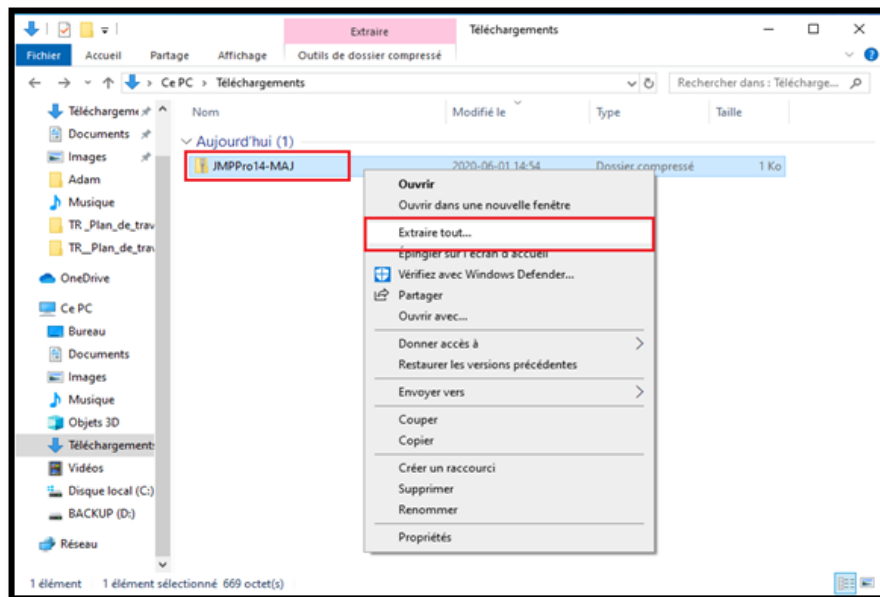 Extraire
Téléchargements
Fichier Accueil Partage Affichage Outils de dossier compressé
Ce PC > Téléchargements
Rechercher dans : Télécharge...
Nom Modifié le Type Taille
Téléchargeme
Documents
Images
Adam
Musique
TR _Plan_de_trav
TR__Plan_de_trav
OneDrive
Ce PC
Bureau
Documents
Images
Musique
Objets 3D
Téléchargements
Vidéos
Disque local (C:)
BACKUP (D:)
Réseau
Aujourd'hui (1)
JMPPro14-MAJ 2020-06-01 14:54 Dossier compressé 1 Ko
Ouvrir
Ouvrir dans une nouvelle fenêtre
Extraire tout...
Épingler sur l'écran d'accueil
Vérifiez avec Windows Defender...
Partager
Ouvrir avec...
Donner accès à
Restaurer les versions précédentes
Envoyer vers
Couper
Copier
Créer un raccourci
Supprimer
Renommer
Propriétés
1 élément 1 élément sélectionné 669 octet(s)